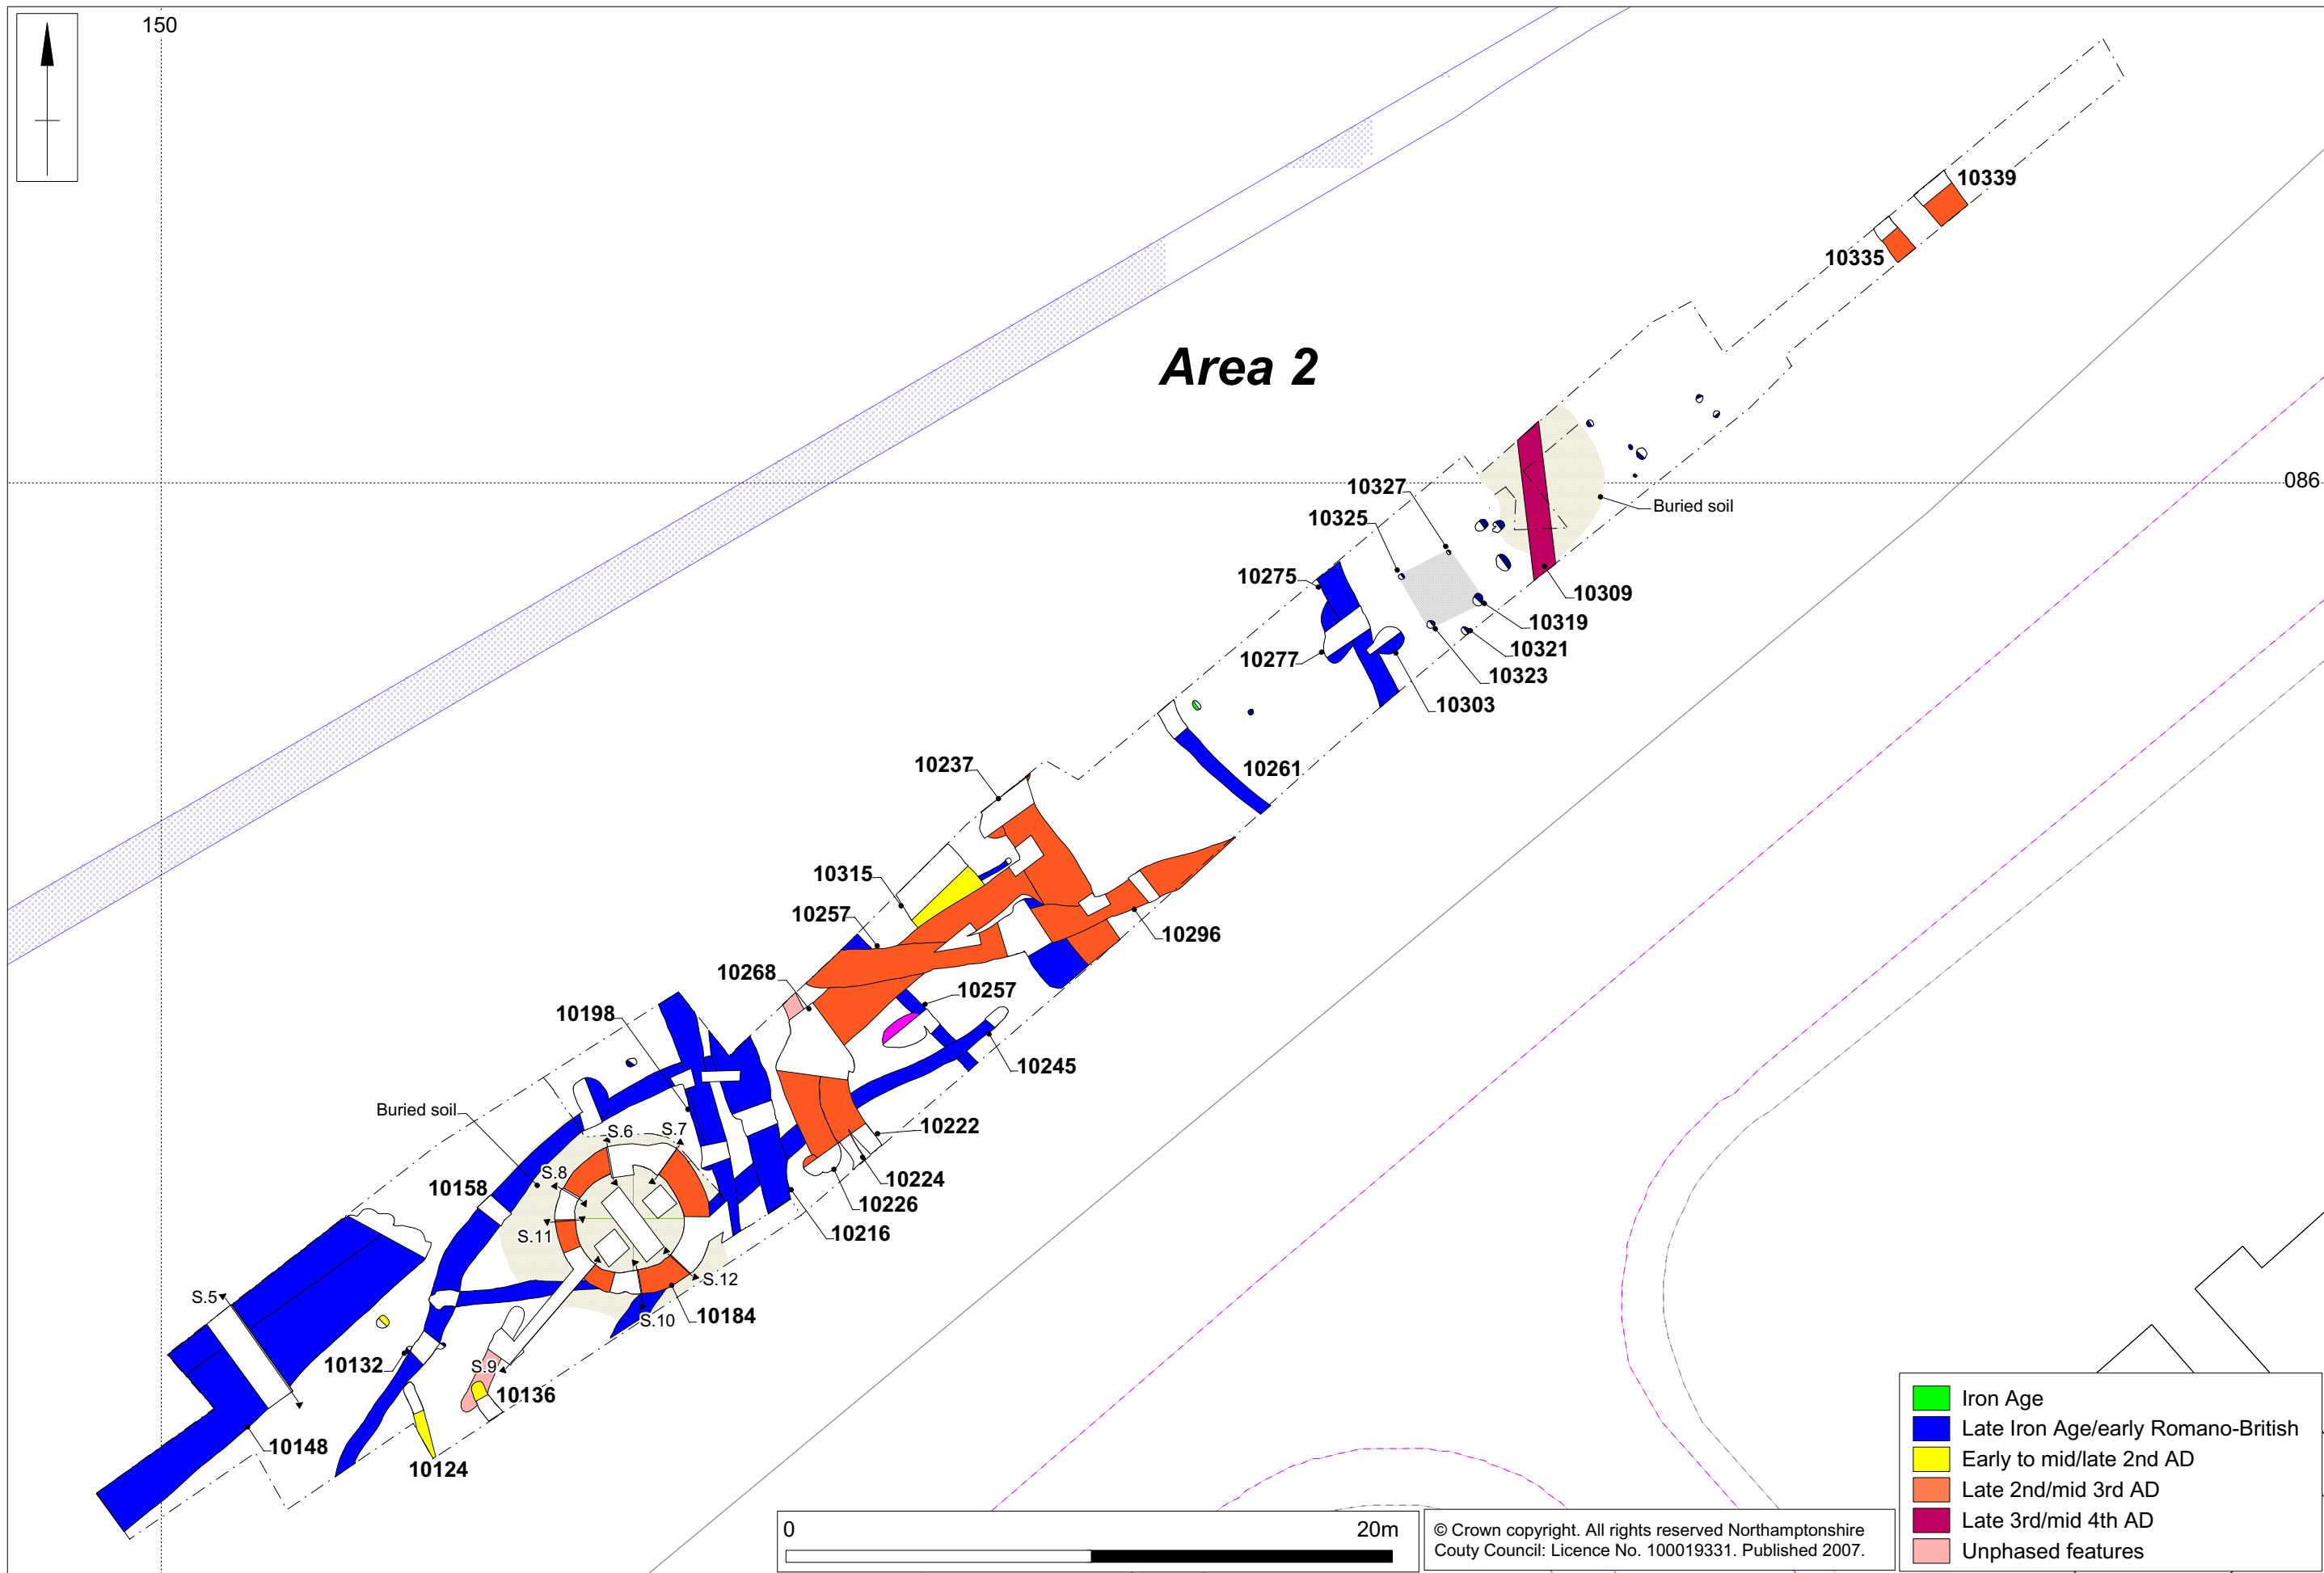 150
Area 2
10339
10335
086
10327
Buried soil
10325
10275
10309
10319
10277
10321
10323
10303
10237
10261
10315
10257
10296
10268
10257
10198
10245
Buried soil
10222
S.6
S.7
S.8
10224
10158
10226
S.11
10216
S.12
S.5
10184
S.10
10132
S.9
10136
10148
10124
0 20m
© Crown copyright. All rights reserved Northamptonshire
Couty Council: Licence No. 100019331. Published 2007.
Iron Age
Late Iron Age/early Romano-British
Early to mid/late 2nd AD
Late 2nd/mid 3rd AD
Late 3rd/mid 4th AD
Unphased features